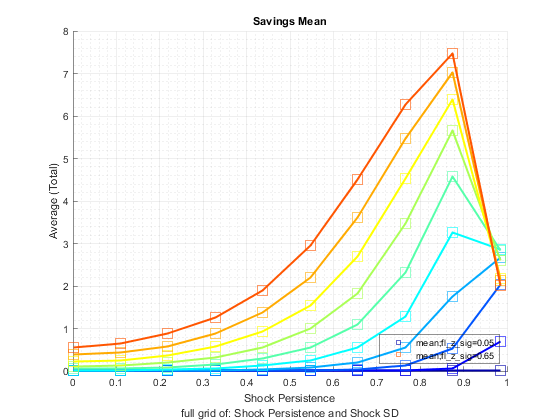 Savings Mean
8
7
6
5
4
3
2
1
0
Average (Total)
mean;fl_z_sig=0.05
mean;fl_z_sig=0.65
0 0.1 0.2 0.3 0.4 0.5 0.6 0.7 0.8 0.9 1
Shock Persistence
full grid of: Shock Persistence and Shock SD